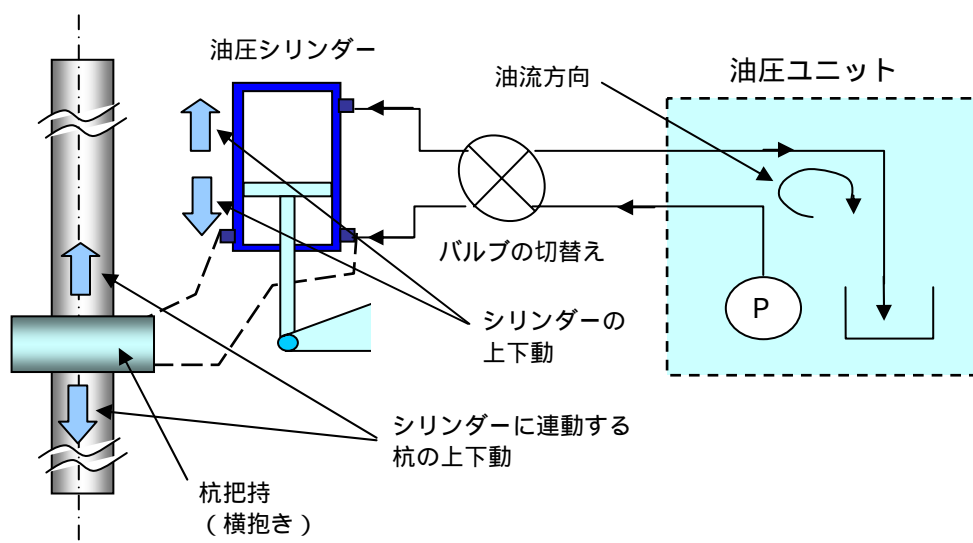 油圧シリンダー
油流方向
油圧ユニット
バルブの切替え
P
シリンダーの
上下動
シリンダーに連動する
杭の上下動
杭把持
(横抱き)